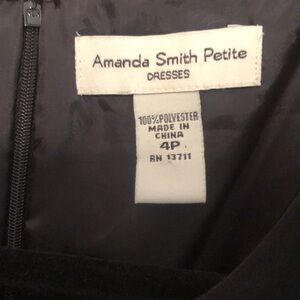 Amanda Smith Petite
DRESSES
100% POLYESTER
MADE IN
CHINA
4P
RN 13711